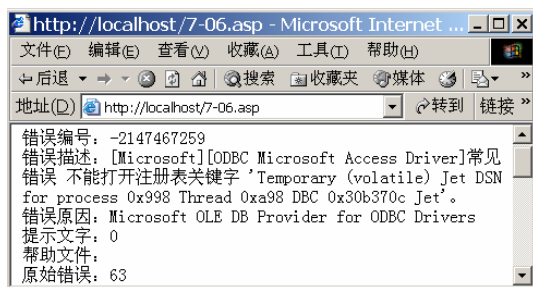 http://localhost/7-06.asp - Microsoft Internet ...
文件(F) 编辑(E) 查看(V) 收藏(A) 工具(T) 帮助(H)
后退 搜索 收藏夹 媒体 »
地址(D) http://localhost/7-06.asp 转到 链接 »
错误编号：-2147467259
错误描述：[Microsoft][ODBC Microsoft Access Driver]常见
错误 不能打开注册表关键字 'Temporary (volatile) Jet DSN
for process 0x998 Thread 0xa98 DBC 0x30b370c Jet'。
错误原因：Microsoft OLE DB Provider for ODBC Drivers
提示文字：0
帮助文件：
原始错误：63